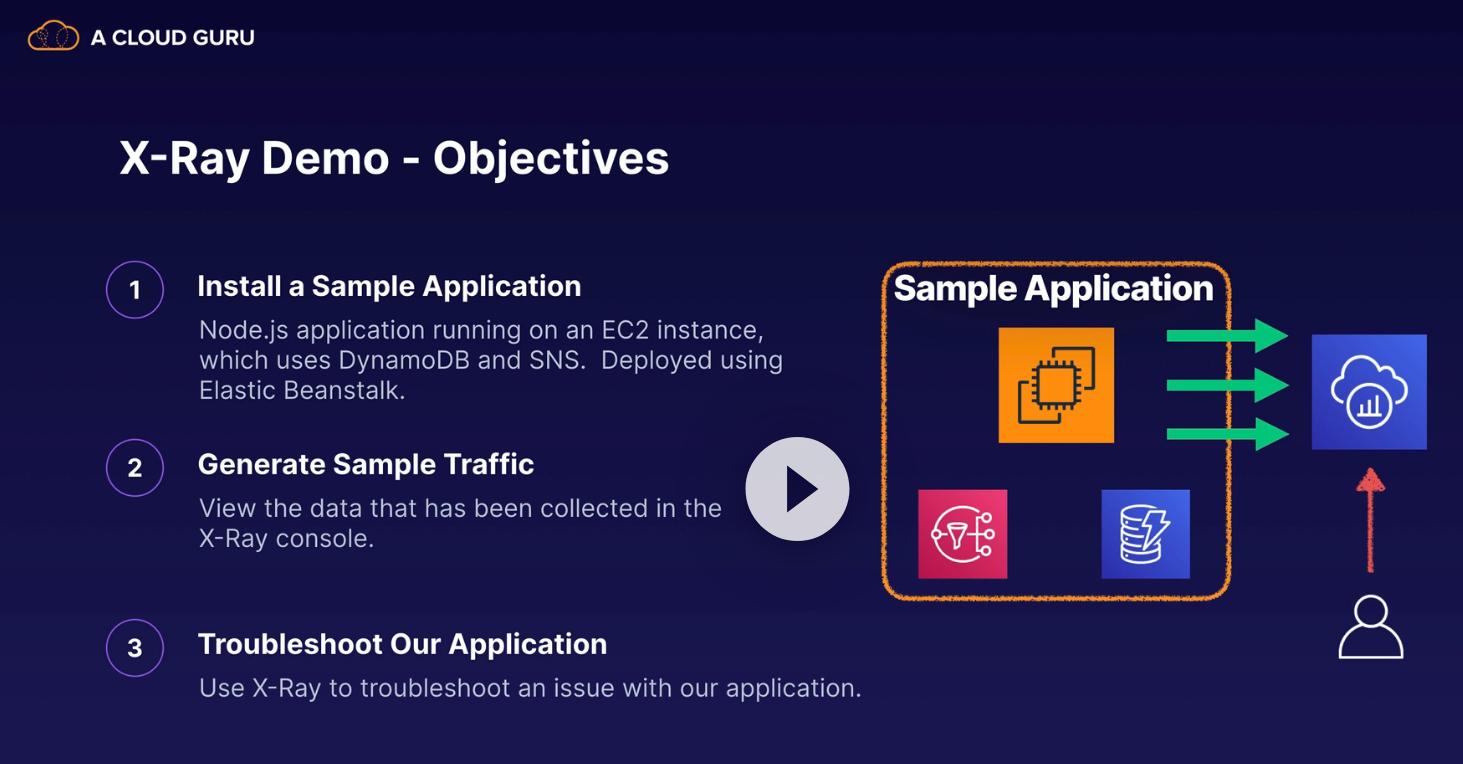 A CLOUD GURU
X-Ray Demo - Objectives
1
Install a Sample Application
Node.js application running on an EC2 instance,
which uses DynamoDB and SNS.  Deployed using
Elastic Beanstalk.
2
Generate Sample Traffic
View the data that has been collected in the
X-Ray console.
3
Troubleshoot Our Application
Use X-Ray to troubleshoot an issue with our application.
Sample Application